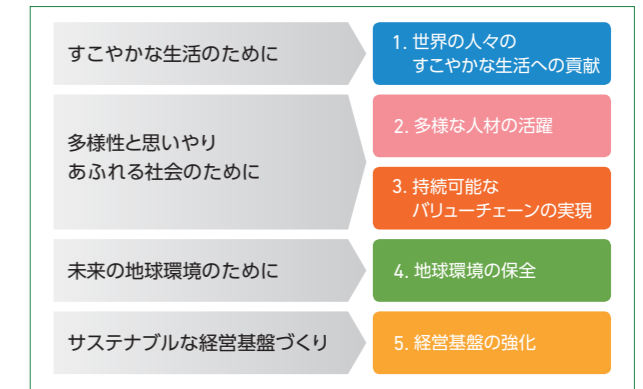 すこやかな生活のために
1. 世界の人々の
すこやかな生活への貢献
多様性と思いやり
あふれる社会のために
2. 多様な人材の活躍
3. 持続可能な
バリューチェーンの実現
未来の地球環境のために
4. 地球環境の保全
サステナブルな経営基盤づくり
5. 経営基盤の強化